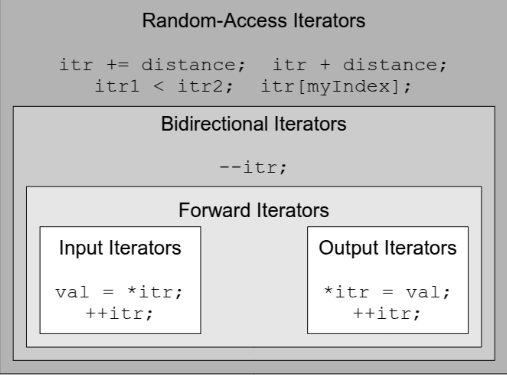 Random-Access Iterators
itr += distance;  itr + distance;
itr1 < itr2;  itr[myIndex];
Bidirectional Iterators
--itr;
Forward Iterators
Input Iterators
val = *itr;
++itr;
Output Iterators
*itr = val;
++itr;